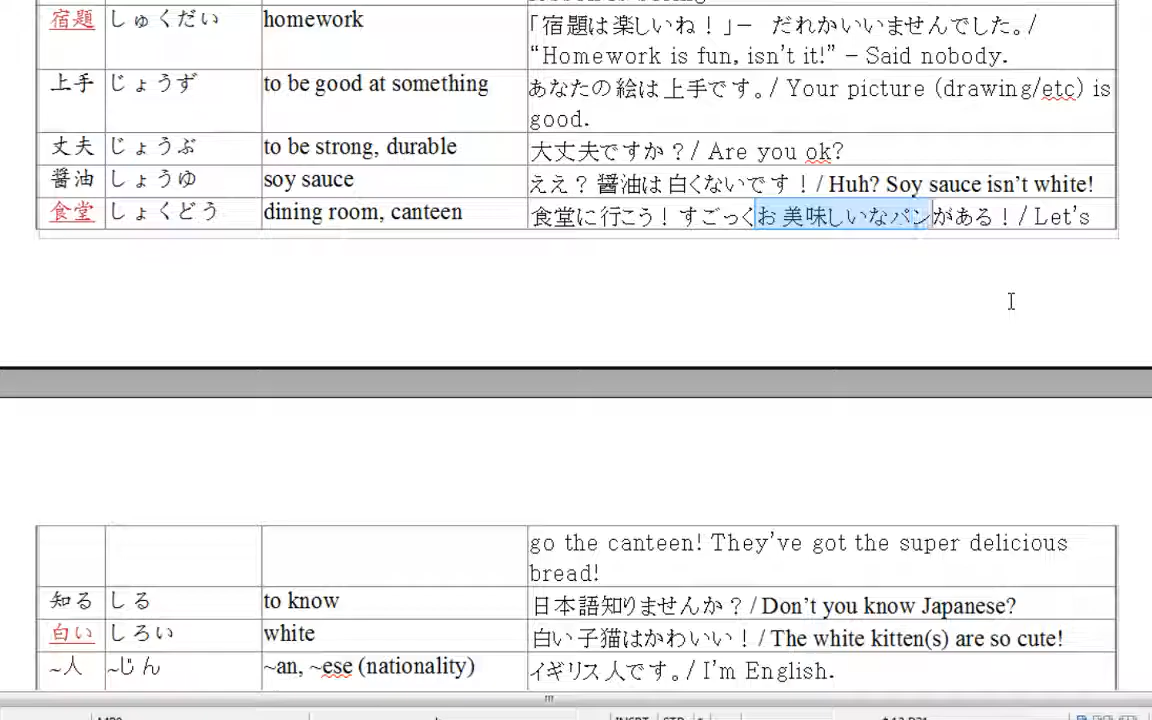 宿題 しゅくだい homework 「宿題は楽しいね！」－ だれかいいませんでした。/
“Homework is fun, isn't it!” – Said nobody.
上手 じょうず to be good at something あなたの絵は上手です。/ Your picture (drawing/etc) is
good.
丈夫 じょうぶ to be strong, durable 大丈夫ですか？/ Are you ok?
醤油 しょうゆ soy sauce ええ？醤油は白くないです！/ Huh? Soy sauce isn't white!
食堂 しょくどう dining room, canteen 食堂に行こう！すごっくお美味しいなパンがある！/ Let's
go the canteen! They've got the super delicious
bread!
知る しる to know 日本語知りませんか？/ Don't you know Japanese?
白い しろい white 白い子猫はかわいい！/ The white kitten(s) are so cute!
~人 ~じん ~an, ~ese (nationality) イギリス人です。/ I'm English.